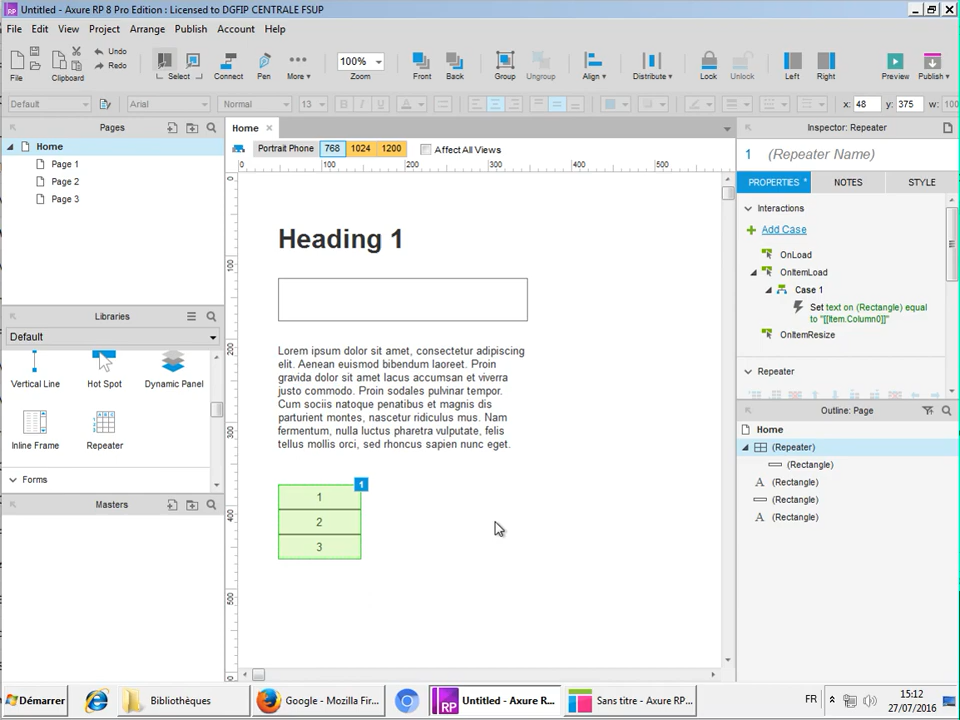 Untitled - Axure RP 8 Pro Edition : Licensed to DGFIP CENTRALE FSUP
File Edit View Project Arrange Publish Account Help
Undo
Redo
100%
File Clipboard Select Connect Pen More Zoom Front Back Group Ungroup Align Distribute Lock Unlock Left Right Preview Publish
Default Arial Normal 13 B I U A x: 48 y: 375 w: 100
Pages
Home
Page 1
Page 2
Page 3
Libraries
Default
Vertical Line Hot Spot Dynamic Panel
Inline Frame Repeater
Forms
Masters
Home
Portrait Phone 768 1024 1200 Affect All Views
0 100 200 300 400 500
0
100
200
300
400
500
Heading 1
Lorem ipsum dolor sit amet, consectetur adipiscing
elit. Aenean euismod bibendum laoreet. Proin
gravida dolor sit amet lacus accumsan et viverra
justo commodo. Proin sodales pulvinar tempor.
Cum sociis natoque penatibus et magnis dis
parturient montes, nascetur ridiculus mus. Nam
fermentum, nulla luctus pharetra vulputate, felis
tellus mollis orci, sed rhoncus sapien nunc eget.
1
1
2
3
Inspector: Repeater
1 (Repeater Name)
PROPERTIES * NOTES STYLE
Interactions
Add Case
OnLoad
OnItemLoad
Case 1
Set text on (Rectangle) equal
to "[[Item.Column0]]"
OnItemResize
Repeater
Outline: Page
Home
(Repeater)
(Rectangle)
A (Rectangle)
(Rectangle)
A (Rectangle)
Démarrer Bibliothèques Google - Mozilla Fir... RP Untitled - Axure RP... Sans titre - Axure RP... FR 15:12
27/07/2016